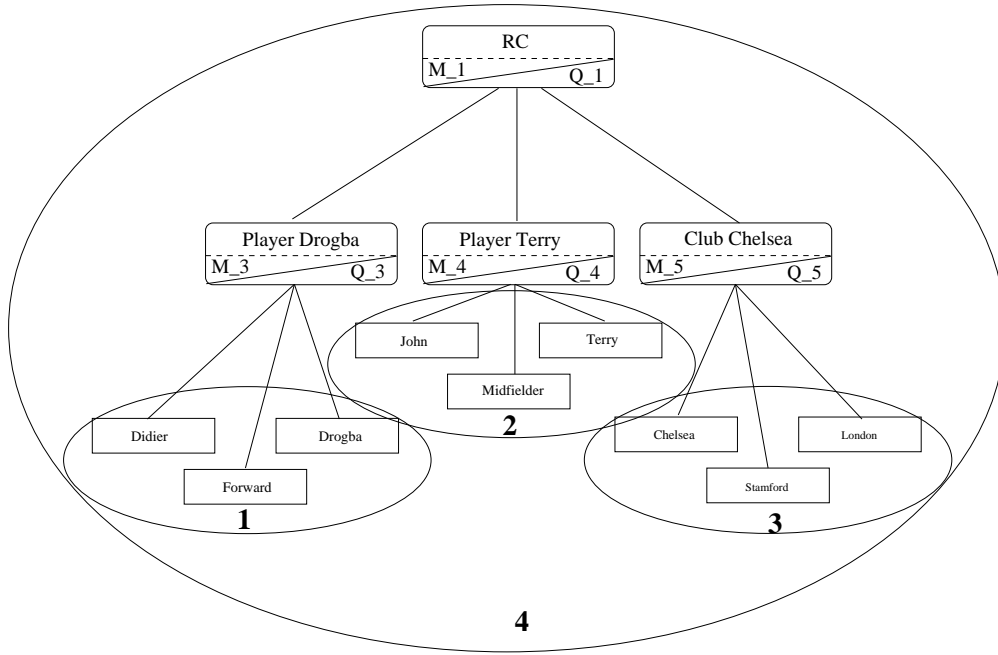 RC
M_1
Q_1
Player Drogba
M_3
Q_3
Player Terry
M_4
Q_4
Club Chelsea
M_5
Q_5
John
Terry
Midfielder
2
Didier
Drogba
Forward
1
Chelsea
London
Stamford
3
4